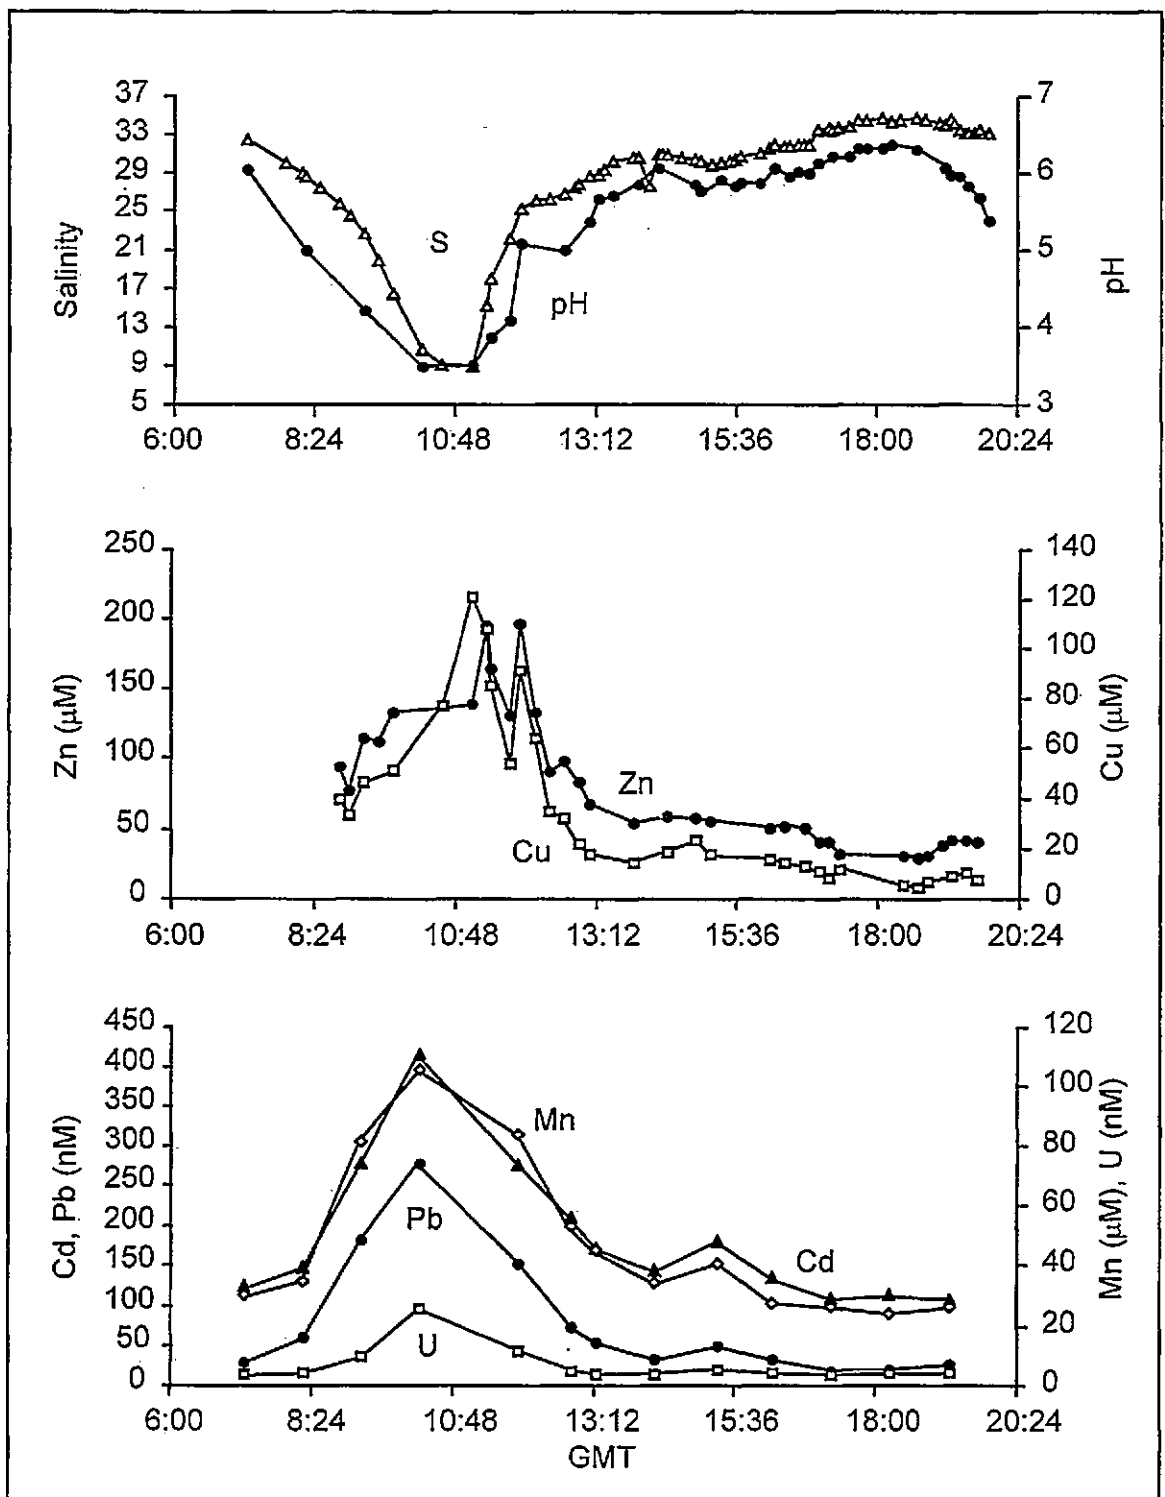 37 7
33
29 6
25
21 S 5
Salinity
17 pH pH
13 4
9
5 3
6:00 8:24 10:48 13:12 15:36 18:00 20:24
250 140
120
200
100
150 80
Zn (μM) Cu (μM)
100 60
Zn
40
50 Cu
20
0 0
6:00 8:24 10:48 13:12 15:36 18:00 20:24
450 120
400
350 100
Mn
300 80
250
Cd, Pb (nM) Mn (μM), U (nM)
200 Pb 60
150 Cd 40
100
50 U 20
0 0
6:00 8:24 10:48 13:12 15:36 18:00 20:24
GMT